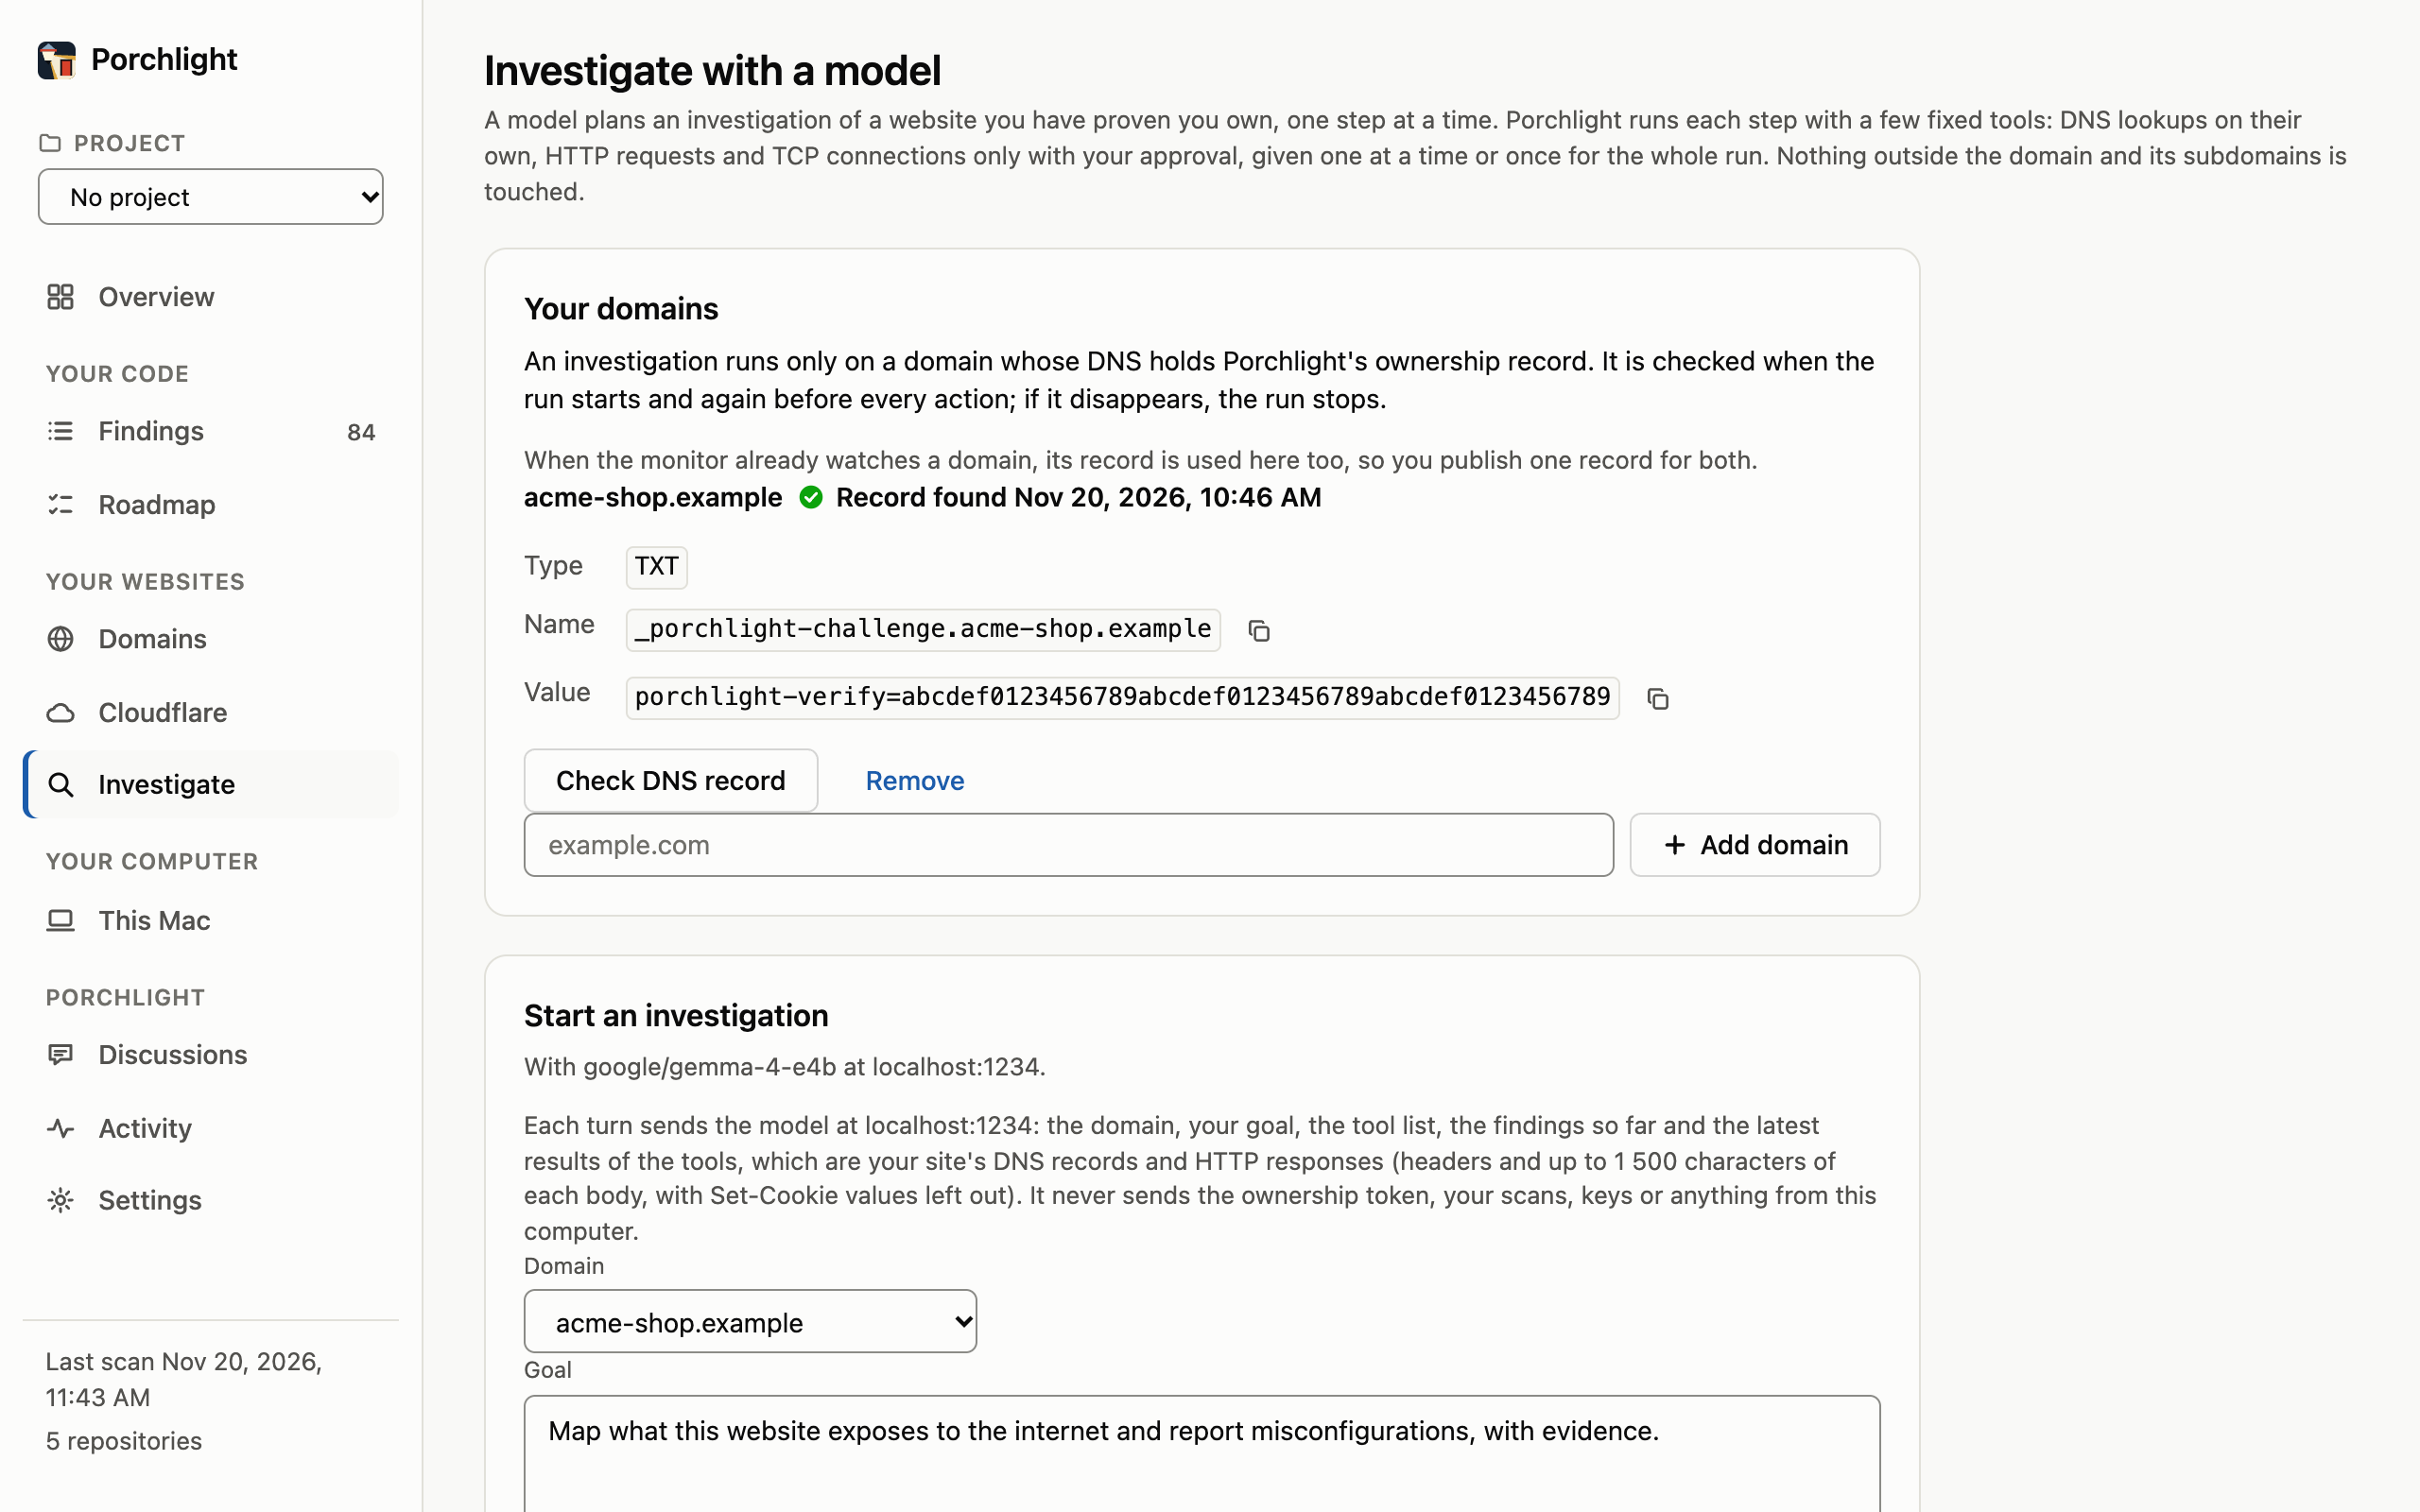 Porchlight
PROJECT
No project
Overview
YOUR CODE
Findings 84
Roadmap
YOUR WEBSITES
Domains
Cloudflare
Investigate
YOUR COMPUTER
This Mac
PORCHLIGHT
Discussions
Activity
Settings
Last scan Nov 20, 2026,
11:43 AM
5 repositories
Investigate with a model
A model plans an investigation of a website you have proven you own, one step at a time. Porchlight runs each step with a few fixed tools: DNS lookups on their
own, HTTP requests and TCP connections only with your approval, given one at a time or once for the whole run. Nothing outside the domain and its subdomains is
touched.
Your domains
An investigation runs only on a domain whose DNS holds Porchlight's ownership record. It is checked when the
run starts and again before every action; if it disappears, the run stops.
When the monitor already watches a domain, its record is used here too, so you publish one record for both.
acme-shop.example Record found Nov 20, 2026, 10:46 AM
Type TXT
Name _porchlight-challenge.acme-shop.example
Value porchlight-verify=abcdef0123456789abcdef0123456789abcdef0123456789
Check DNS record Remove
example.com + Add domain
Start an investigation
With google/gemma-4-e4b at localhost:1234.
Each turn sends the model at localhost:1234: the domain, your goal, the tool list, the findings so far and the latest
results of the tools, which are your site's DNS records and HTTP responses (headers and up to 1 500 characters of
each body, with Set-Cookie values left out). It never sends the ownership token, your scans, keys or anything from this
computer.
Domain
acme-shop.example
Goal
Map what this website exposes to the internet and report misconfigurations, with evidence.